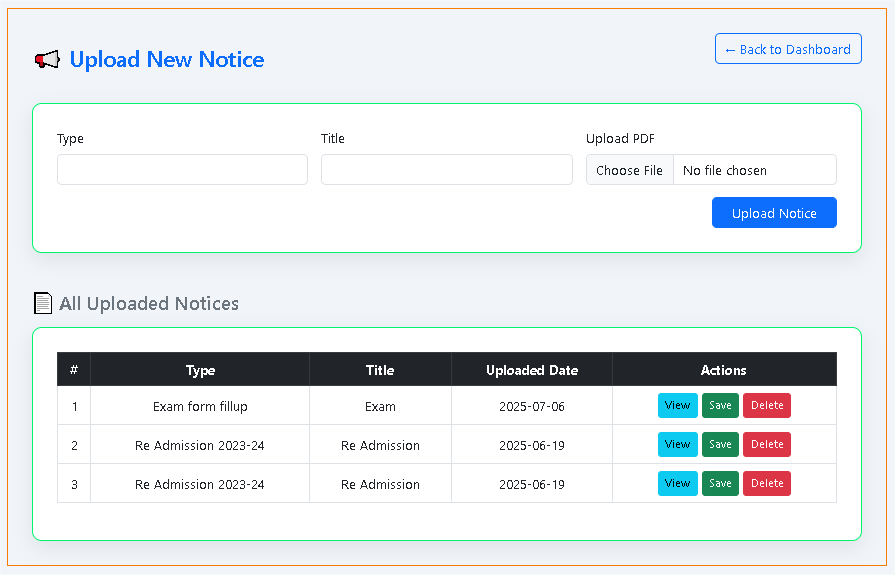 Upload New Notice
← Back to Dashboard
Type Title Upload PDF
Choose File No file chosen
Upload Notice
All Uploaded Notices
# Type Title Uploaded Date Actions
1 Exam form fillup Exam 2025-07-06 View Save Delete
2 Re Admission 2023-24 Re Admission 2025-06-19 View Save Delete
3 Re Admission 2023-24 Re Admission 2025-06-19 View Save Delete